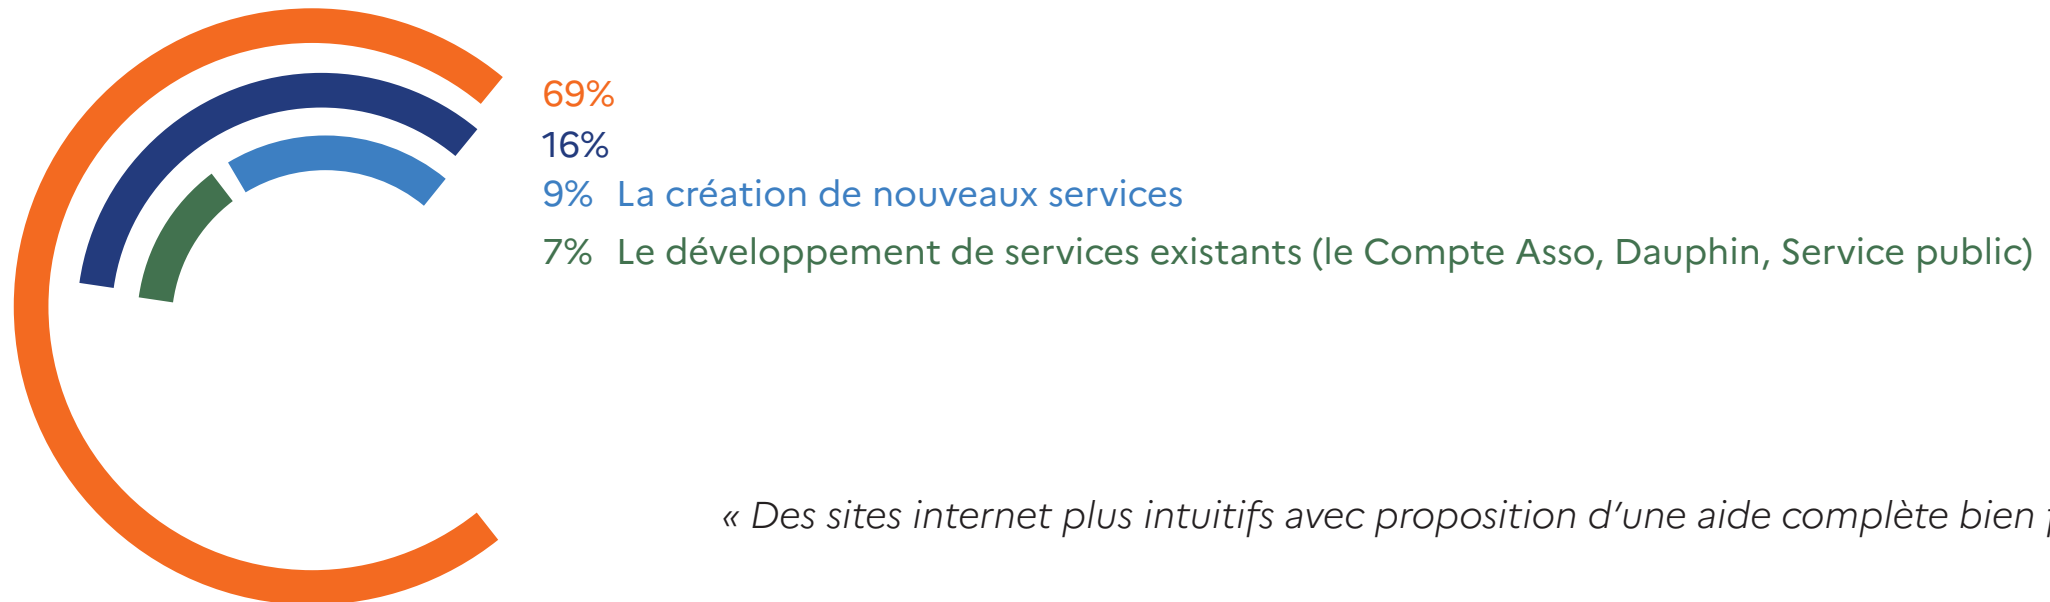 69%
16%
9% La création de nouveaux services
7% Le développement de services existants (le Compte Asso, Dauphin, Service public)
« Des sites internet plus intuitifs avec proposition d’une aide complète bien